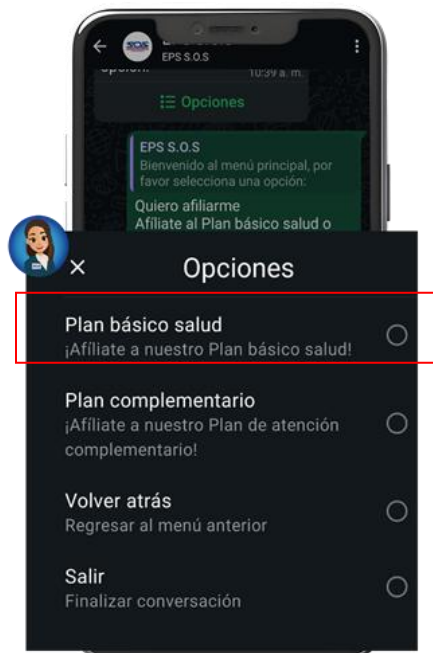 EPS S.O.S
10:39 a. m.
Opciones
EPS S.O.S
Bienvenido al menú principal, por
favor selecciona una opción:
Quiero afiliarme
Afíliate al Plan básico salud o
Opciones
Plan básico salud
¡Afíliate a nuestro Plan básico salud!
Plan complementario
¡Afíliate a nuestro Plan de atención
complementario!
Volver atrás
Regresar al menú anterior
Salir
Finalizar conversación